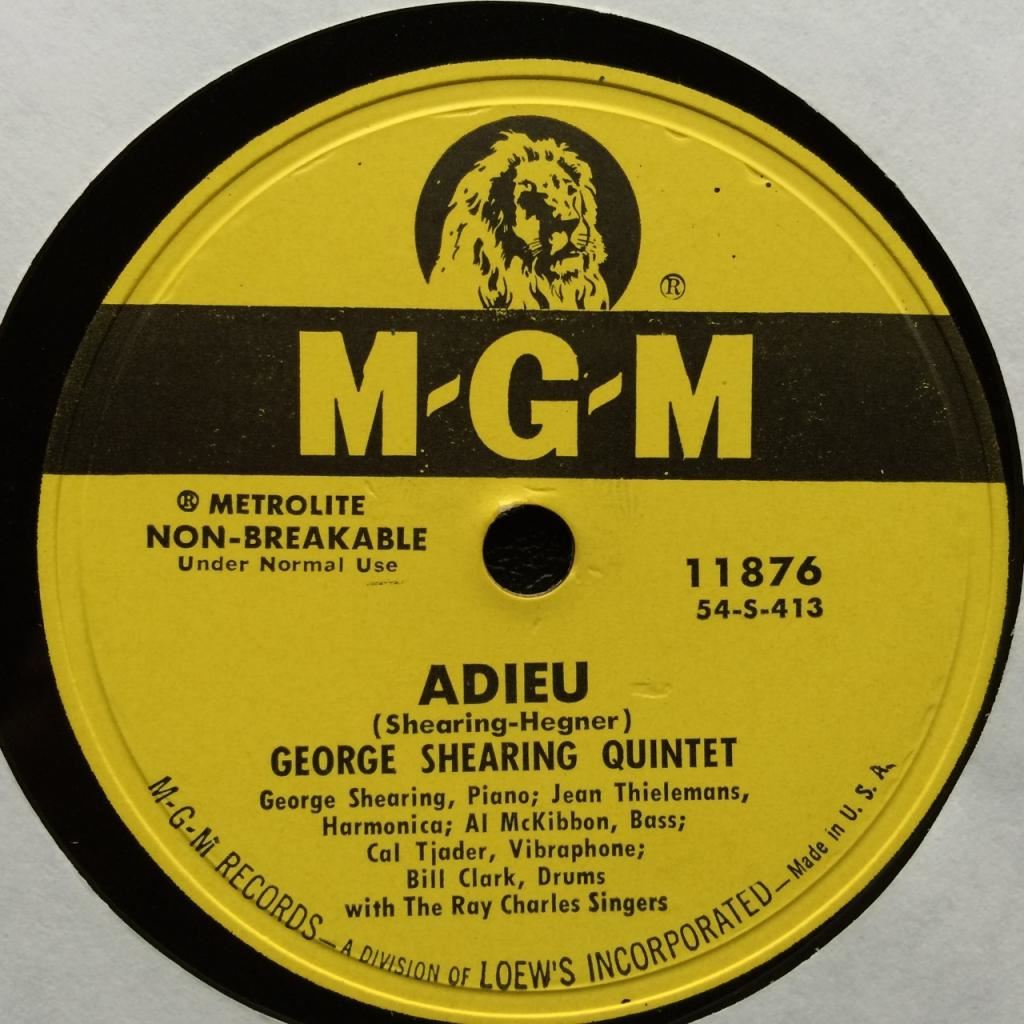 ®
M-G-M
® METROLITE
NON-BREAKABLE
Under Normal Use
11876
54-S-413
ADIEU
(Shearing-Hegner)
GEORGE SHEARING QUINTET
George Shearing, Piano; Jean Thielemans,
Harmonica; Al McKibbon, Bass;
Cal Tjader, Vibraphone;
Bill Clark, Drums
with The Ray Charles Singers
M-G-M RECORDS—A DIVISION OF LOEW'S INCORPORATED—Made in U. S. A.